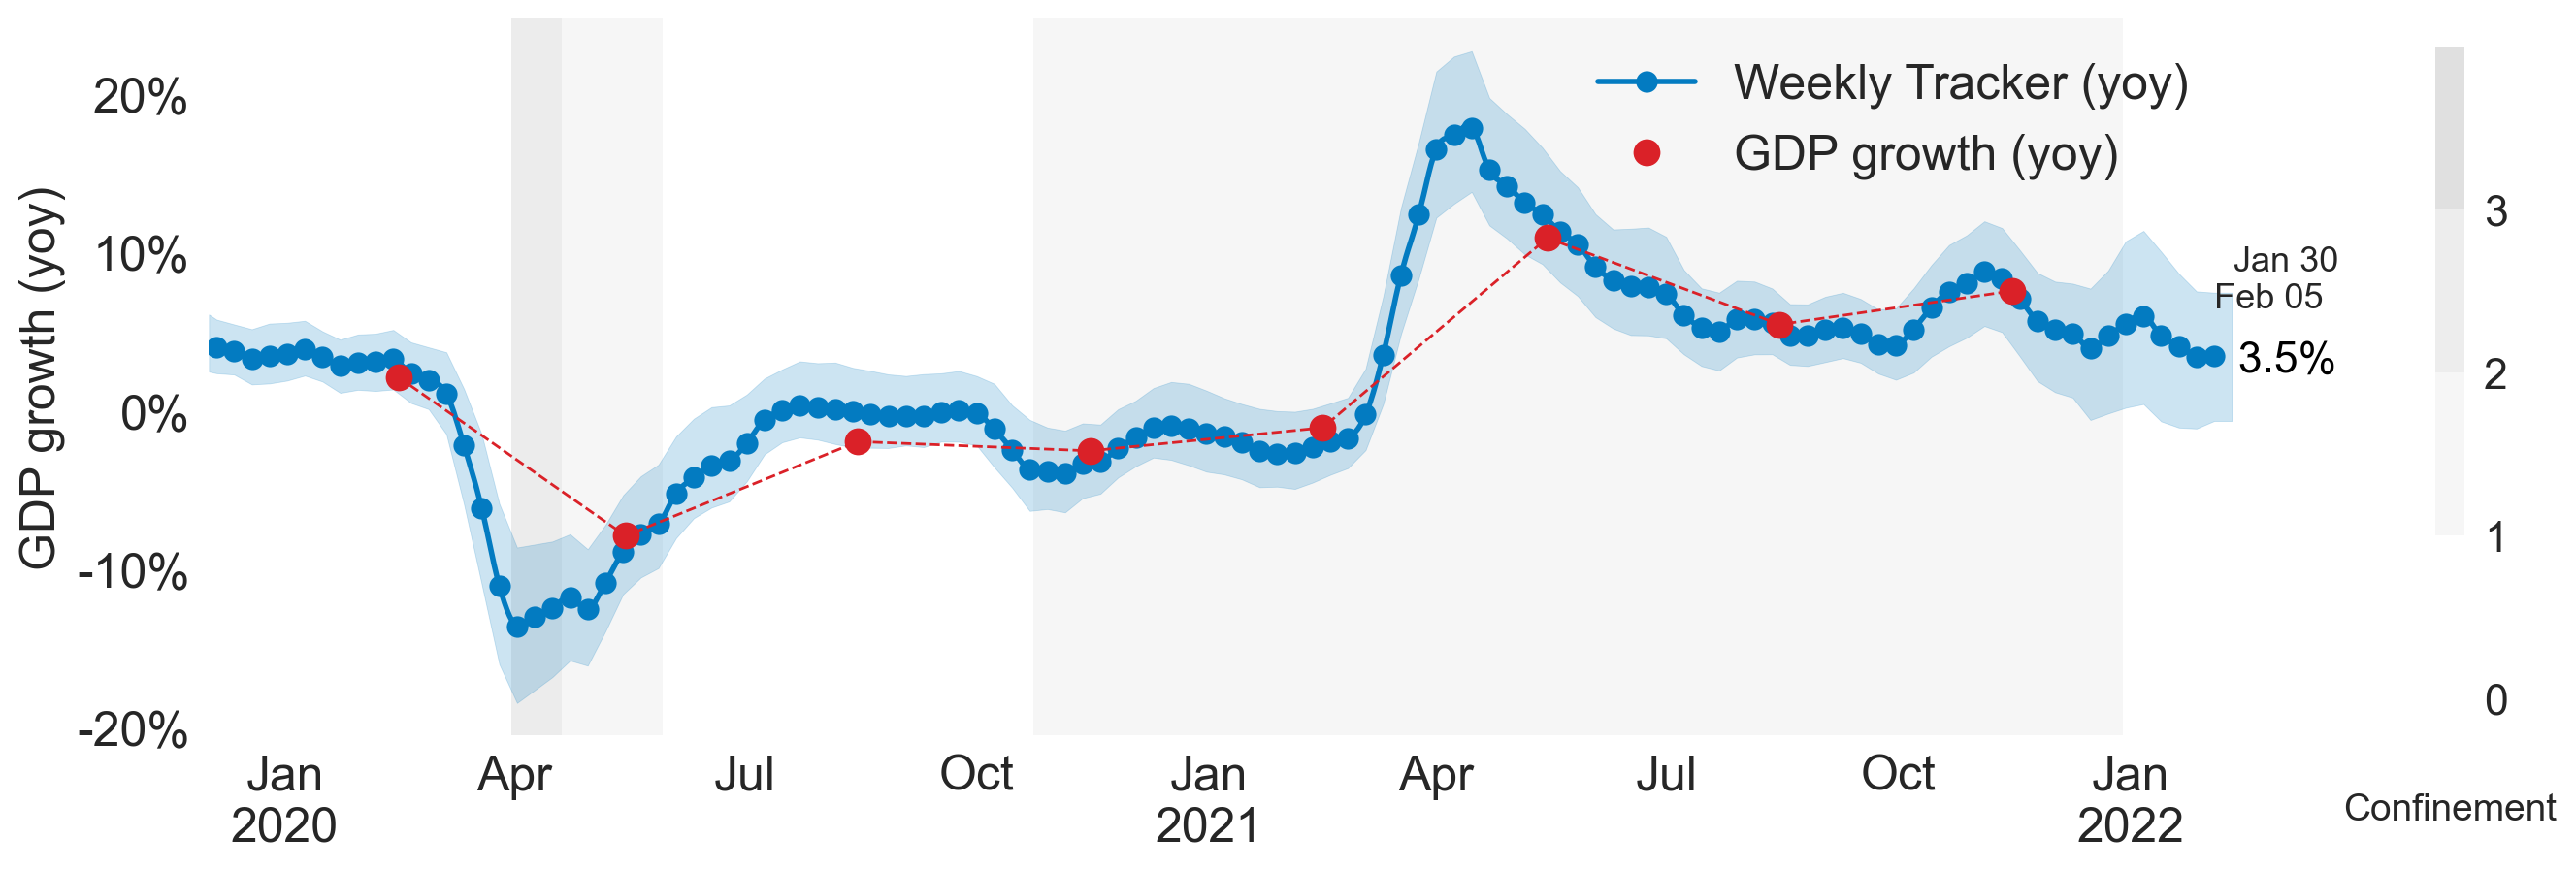 GDP growth (yoy)
20%
10%
0%
-10%
-20%
Weekly Tracker (yoy)
GDP growth (yoy)
Jan 30
Feb 05
3.5%
3
2
1
0
Confinement
Jan
2020
Apr
Jul
Oct
Jan
2021
Apr
Jul
Oct
Jan
2022